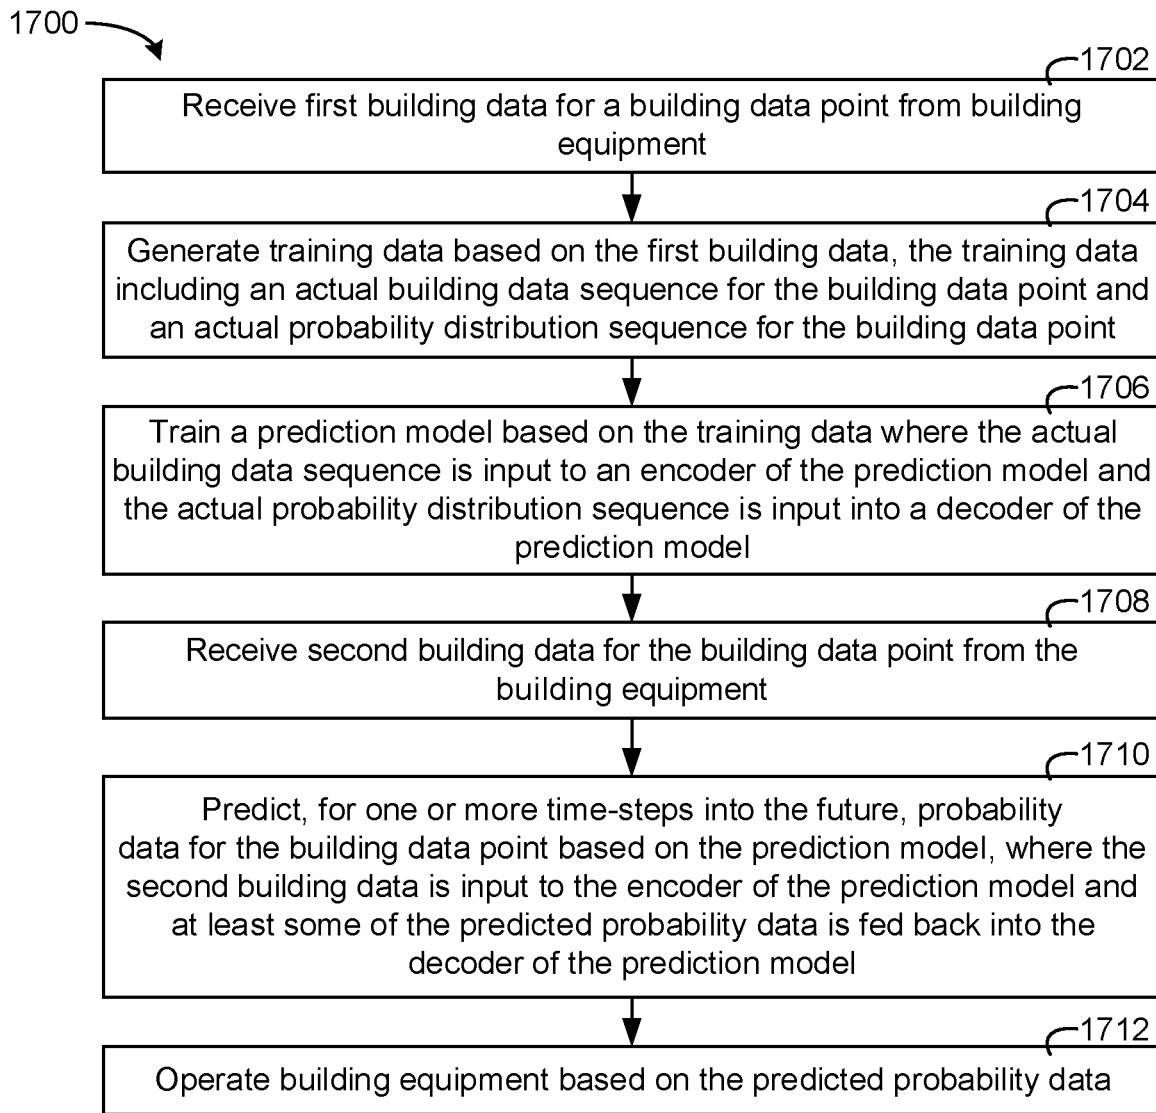 1700
1702
Receive first building data for a building data point from building
equipment
1704
Generate training data based on the first building data, the training data
including an actual building data sequence for the building data point and
an actual probability distribution sequence for the building data point
1706
Train a prediction model based on the training data where the actual
building data sequence is input to an encoder of the prediction model and
the actual probability distribution sequence is input into a decoder of the
prediction model
1708
Receive second building data for the building data point from the
building equipment
1710
Predict, for one or more time-steps into the future, probability
data for the building data point based on the prediction model, where the
second building data is input to the encoder of the prediction model and
at least some of the predicted probability data is fed back into the
decoder of the prediction model
1712
Operate building equipment based on the predicted probability data